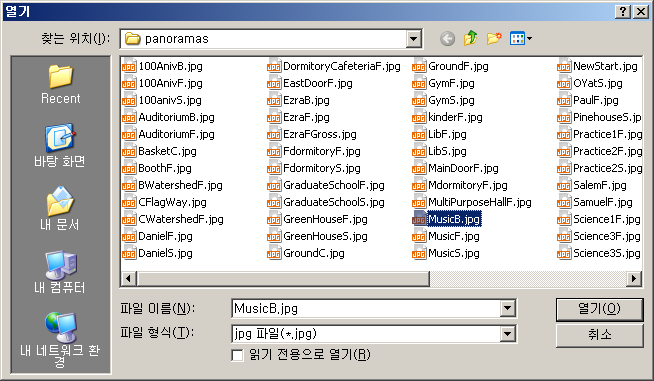 열기
찾는 위치(I):
panoramas
Recent
바탕 화면
내 문서
내 컴퓨터
내 네트워크 환
경
100AnivB.jpg
100AnivF.jpg
100anivS.jpg
AuditoriumB.jpg
AuditoriumF.jpg
BasketC.jpg
BoothF.jpg
BWatershedF.jpg
CFlagWay.jpg
CWatershedF.jpg
DanielF.jpg
DanielS.jpg
DormitoryCafeteriaF.jpg
EastDoorF.jpg
EzraB.jpg
EzraF.jpg
EzraFGross.jpg
FdormitoryF.jpg
FdormitoryS.jpg
GraduateSchoolF.jpg
GraduateSchoolS.jpg
GreenHouseF.jpg
GreenHouseS.jpg
GroundC.jpg
GroundF.jpg
GymF.jpg
GymS.jpg
kinderF.jpg
LibF.jpg
LibS.jpg
MainDoorF.jpg
MdormitoryF.jpg
MultiPurposeHallF.jpg
MusicB.jpg
MusicF.jpg
MusicS.jpg
NewStart.jpg
OYatS.jpg
PaulF.jpg
PinehouseS.jpg
Practice1F.jpg
Practice2F.jpg
Practice2S.jpg
SalemF.jpg
SamuelF.jpg
Science1F.jpg
Science3F.jpg
Science3S.jpg
파일 이름(N):
MusicB.jpg
열기(O)
파일 형식(T):
jpg 파일(*.jpg)
취소
읽기 전용으로 열기(R)